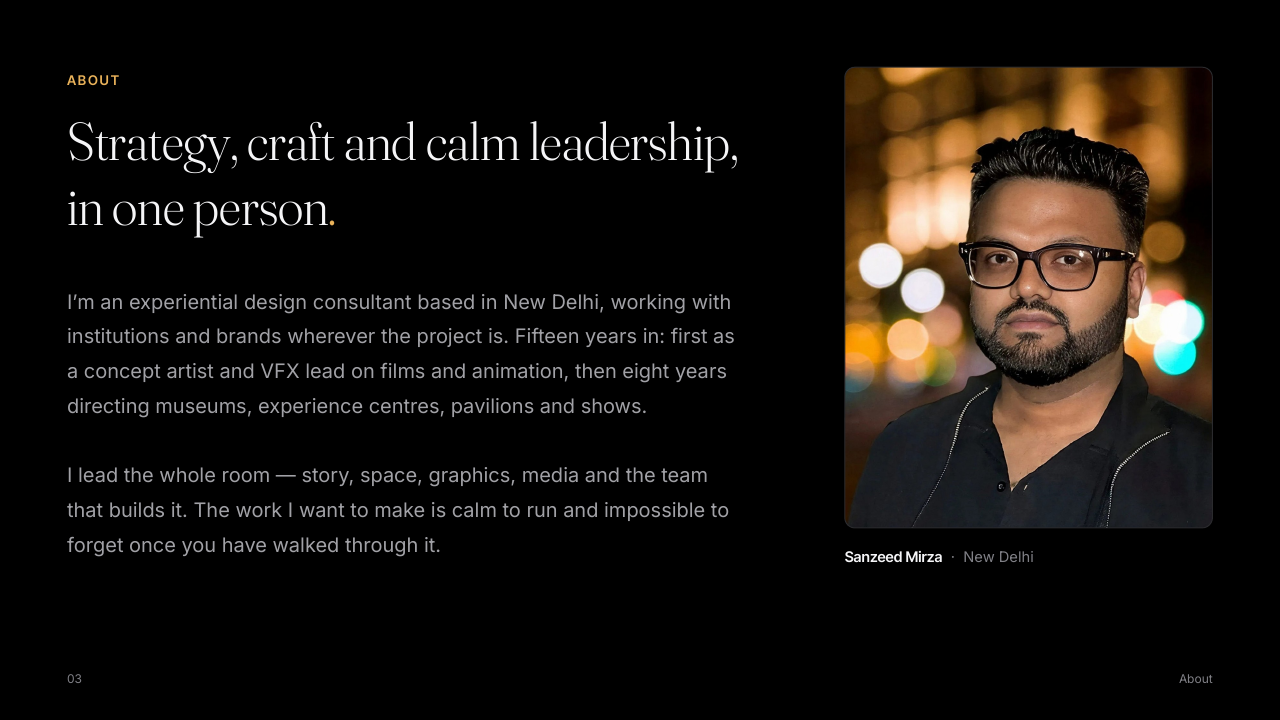 ABOUT
Strategy, craft and calm leadership,
in one person.
I’m an experiential design consultant based in New Delhi, working with
institutions and brands wherever the project is. Fifteen years in: first as
a concept artist and VFX lead on films and animation, then eight years
directing museums, experience centres, pavilions and shows.
I lead the whole room — story, space, graphics, media and the team
that builds it. The work I want to make is calm to run and impossible to
forget once you have walked through it.
Sanzeed Mirza · New Delhi
03
About